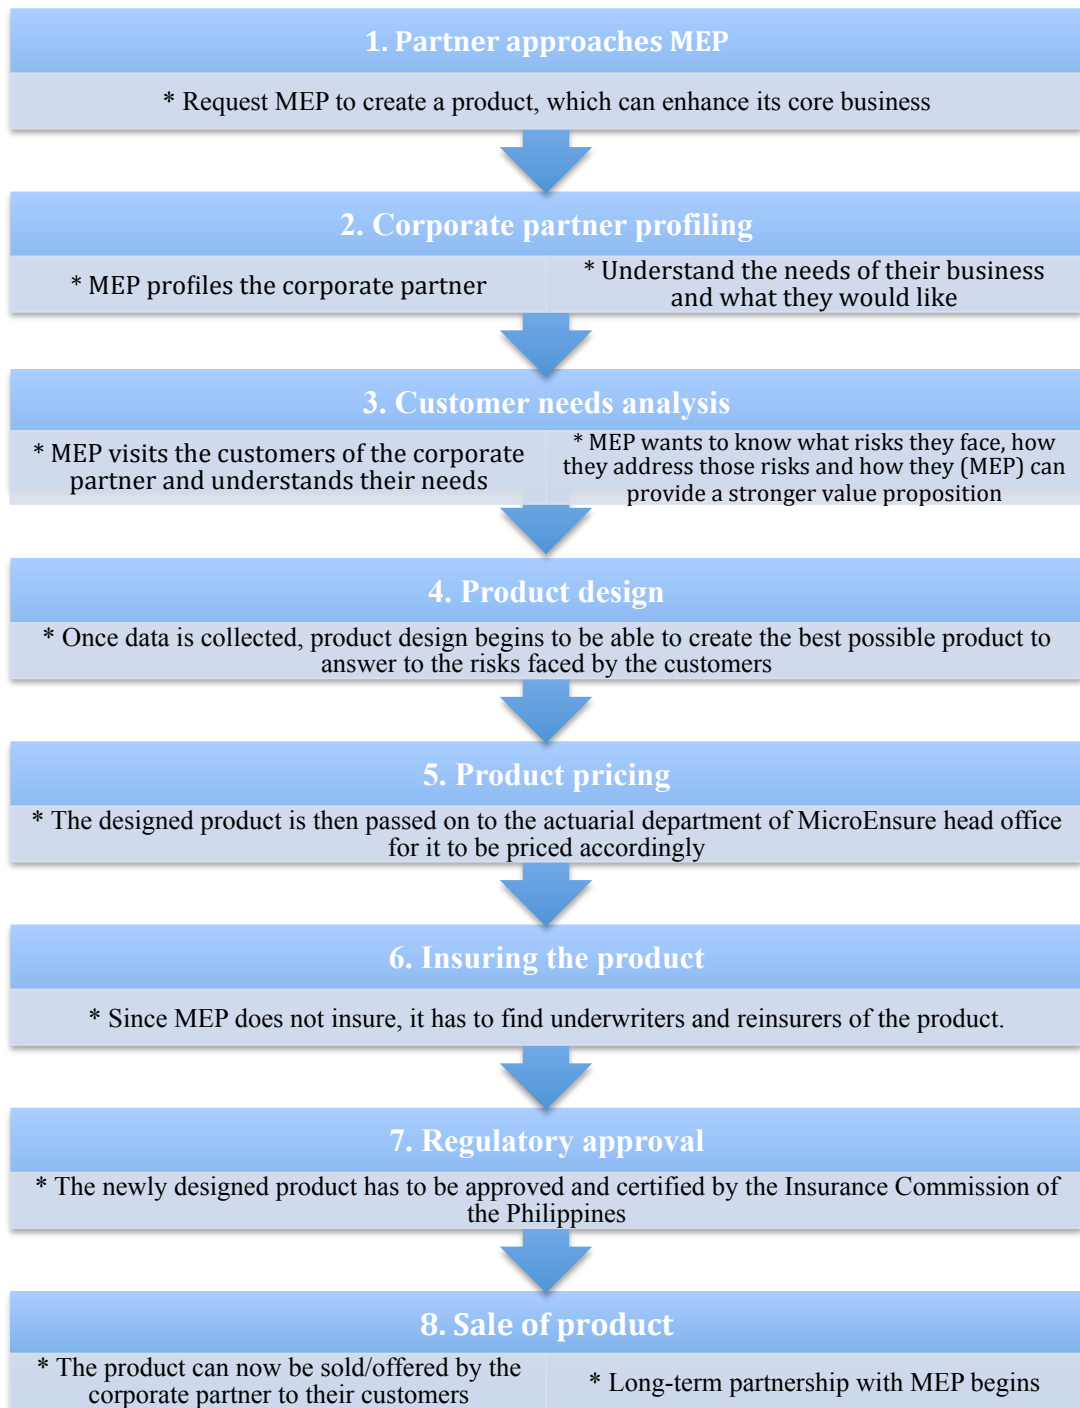 1. Partner approaches MEP
* Request MEP to create a product, which can enhance its core business
2. Corporate partner profiling
* MEP profiles the corporate partner
* Understand the needs of their business
and what they would like
3. Customer needs analysis
* MEP visits the customers of the corporate
partner and understands their needs
* MEP wants to know what risks they face, how
they address those risks and how they (MEP) can
provide a stronger value proposition
4. Product design
* Once data is collected, product design begins to be able to create the best possible product to
answer to the risks faced by the customers
5. Product pricing
* The designed product is then passed on to the actuarial department of MicroEnsure head office
for it to be priced accordingly
6. Insuring the product
* Since MEP does not insure, it has to find underwriters and reinsurers of the product.
7. Regulatory approval
* The newly designed product has to be approved and certified by the Insurance Commission of
the Philippines
8. Sale of product
* The product can now be sold/offered by the
corporate partner to their customers
* Long-term partnership with MEP begins